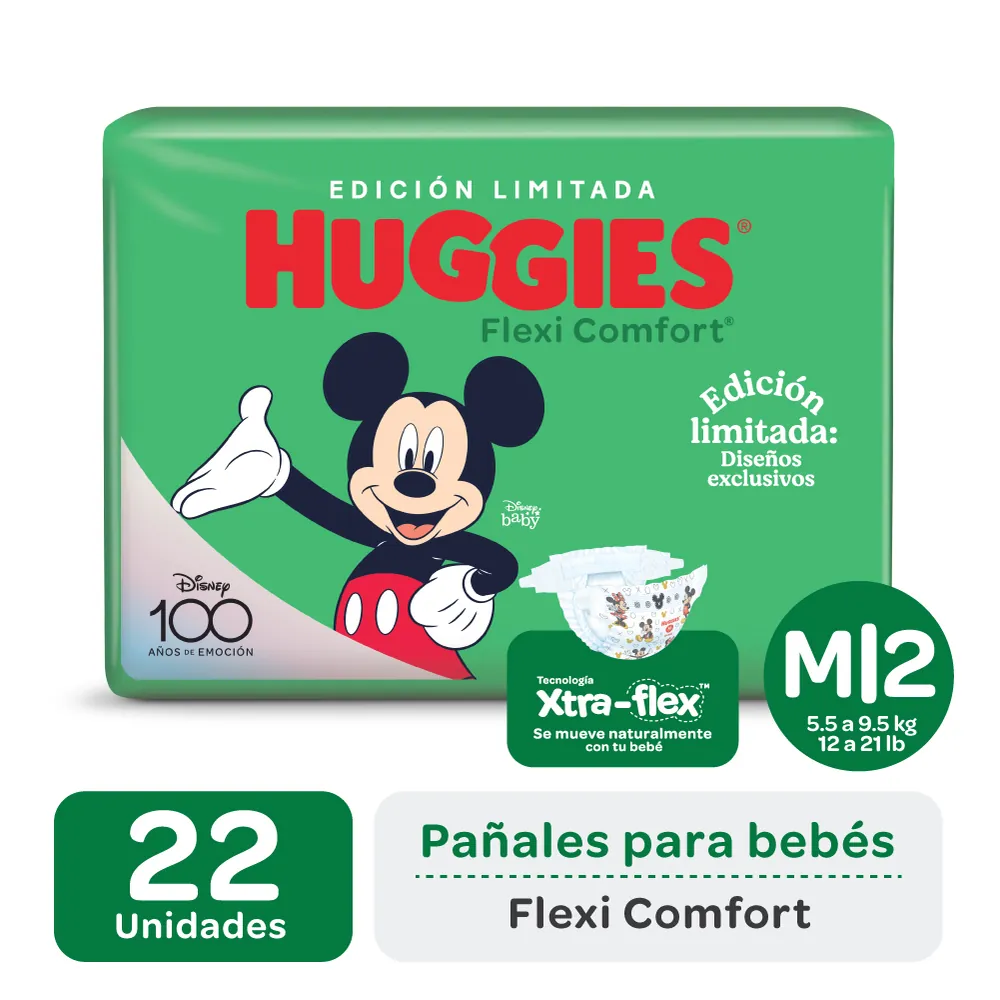 EDICIÓN LIMITADA
HUGGIES®
Flexi Comfort®
Edición
limitada:
Diseños
exclusivos
Disney
baby
Disney
100
AÑOS DE EMOCIÓN
HUGGIES
Tecnología
Xtra-flex™
Se mueve naturalmente
con tu bebé
M|2
5.5 a 9.5 kg
12 a 21 lb
22
Unidades
Pañales para bebés
Flexi Comfort